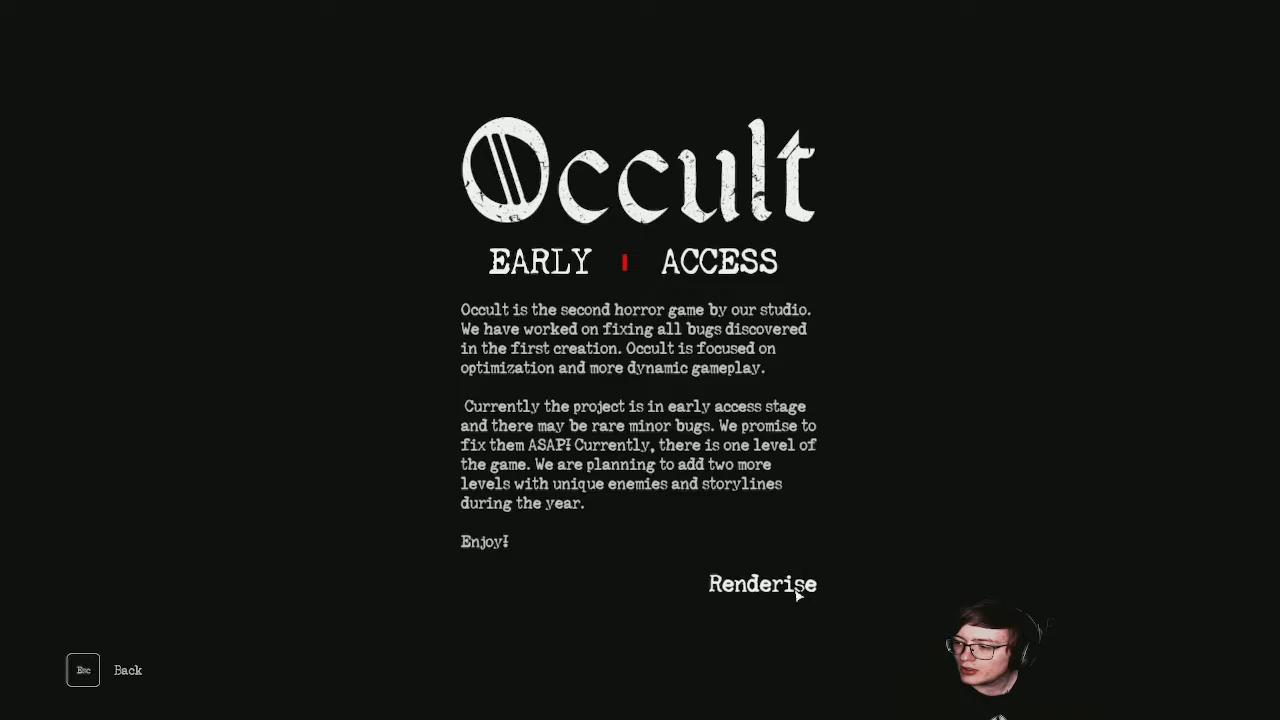 Occult
EARLY ACCESS
Occult is the second horror game by our studio.
We have worked on fixing all bugs discovered
in the first creation. Occult is focused on
optimization and more dynamic gameplay.
Currently the project is in early access stage
and there may be rare minor bugs. We promise to
fix them ASAP! Currently, there is one level of
the game. We are planning to add two more
levels with unique enemies and storylines
during the year.
Enjoy!
Renderise
Esc Back